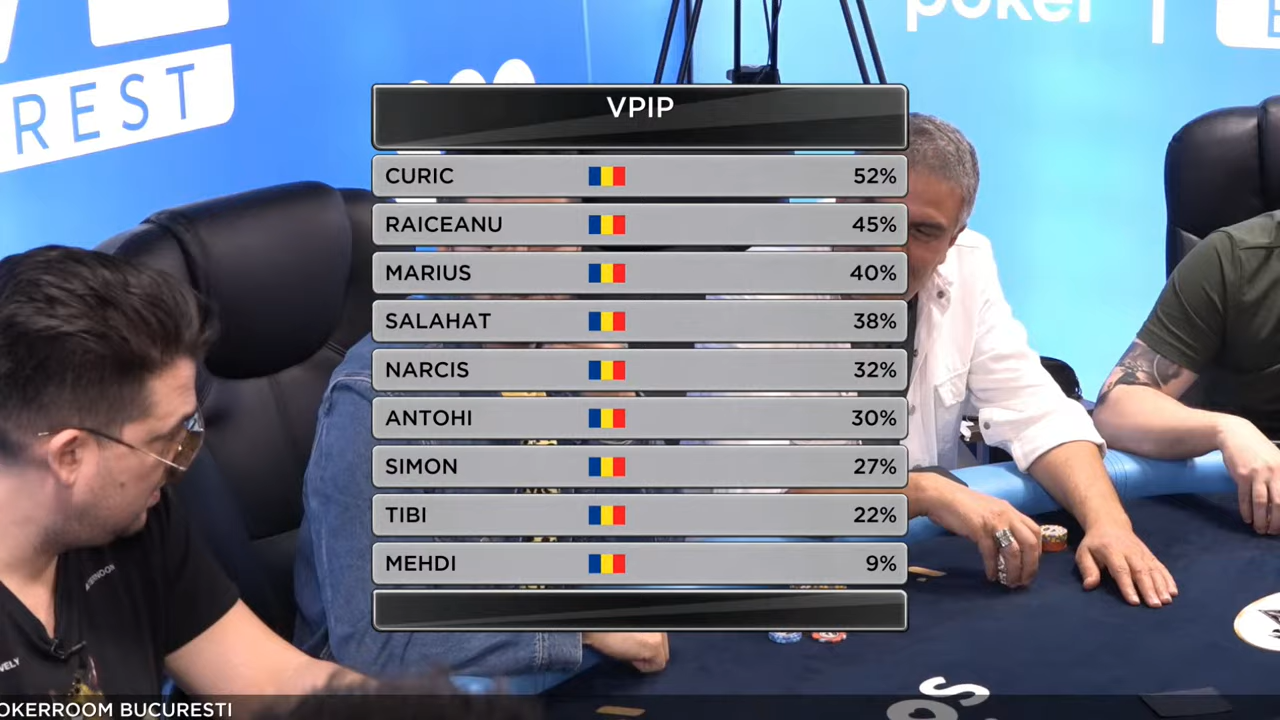 REST
poker
VPIP
CURIC 52%
RAICEANU 45%
MARIUS 40%
SALAHAT 38%
NARCIS 32%
ANTOHI 30%
SIMON 27%
TIBI 22%
MEHDI 9%
OKERROOM BUCURESTI